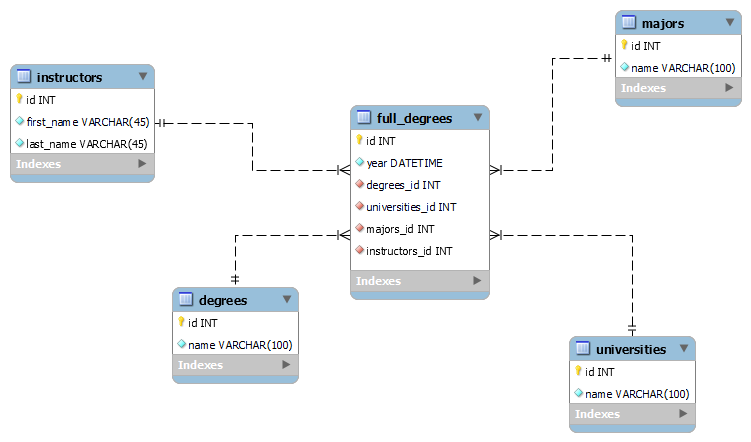 majors
id INT
name VARCHAR(100)
Indexes
instructors
id INT
first_name VARCHAR(45)
last_name VARCHAR(45)
Indexes
full_degrees
id INT
year DATETIME
degrees_id INT
universities_id INT
majors_id INT
instructors_id INT
Indexes
degrees
id INT
name VARCHAR(100)
Indexes
universities
id INT
name VARCHAR(100)
Indexes